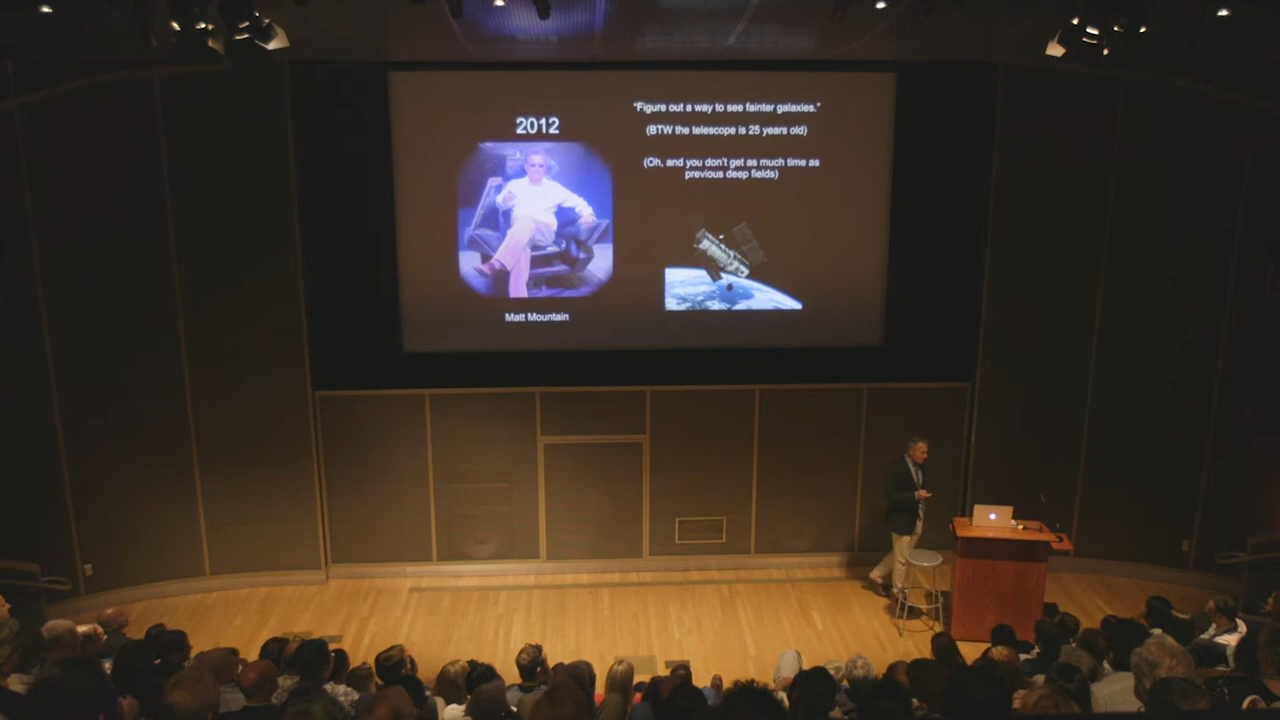 2012
Matt Mountain
“Figure out a way to see fainter galaxies.”
(BTW the telescope is 25 years old)
(Oh, and you don't get as much time as
previous deep fields)